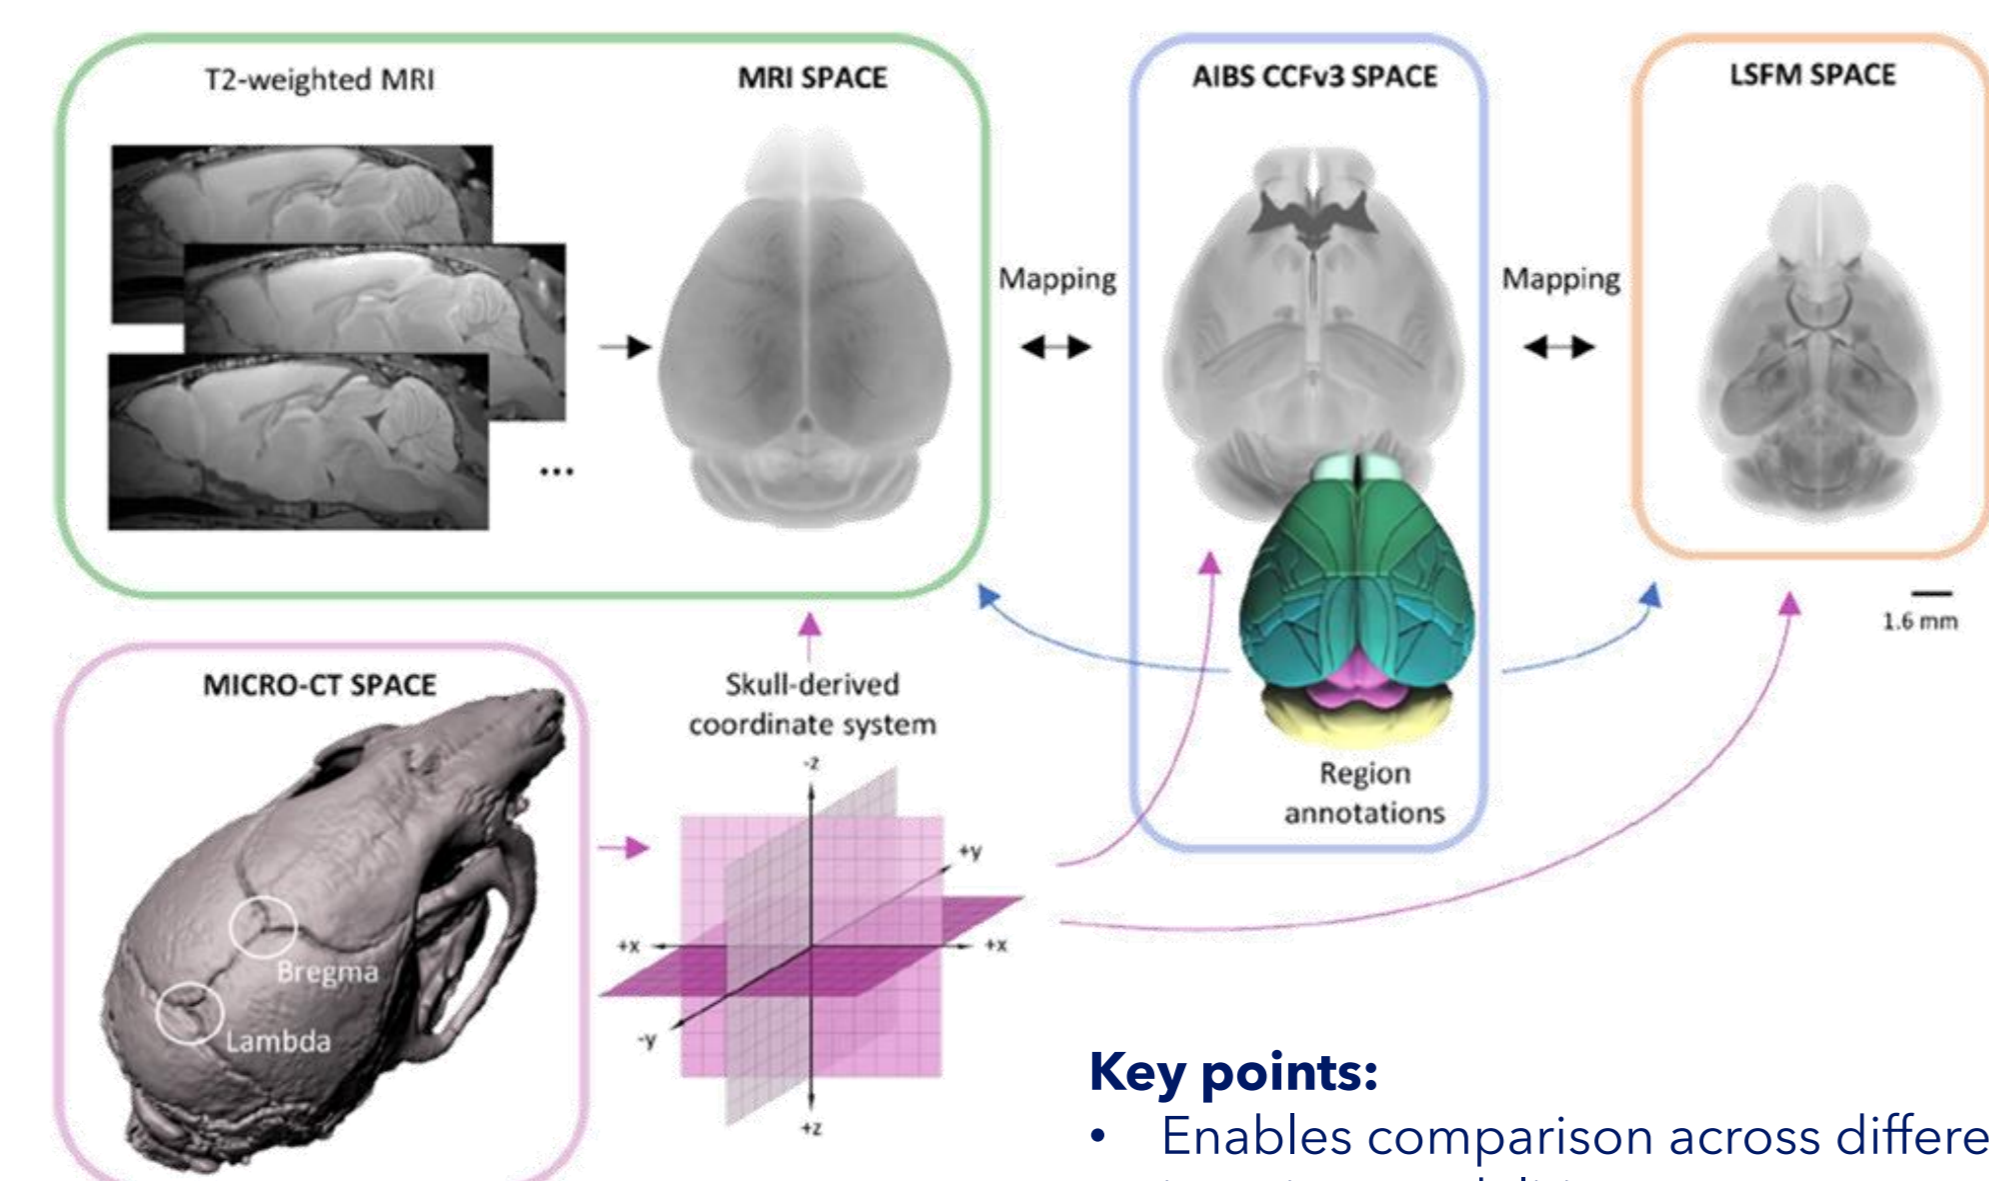 T2-weighted MRI
MRI SPACE
AIBS CCFv3 SPACE
LSFM SPACE
Mapping
Mapping
...
1.6 mm
MICRO-CT SPACE
Skull-derived
coordinate system
Region
annotations
-z
+y
+x
+x
-y
+z
Bregma
Lambda
Key points:
• Enables comparison across differe